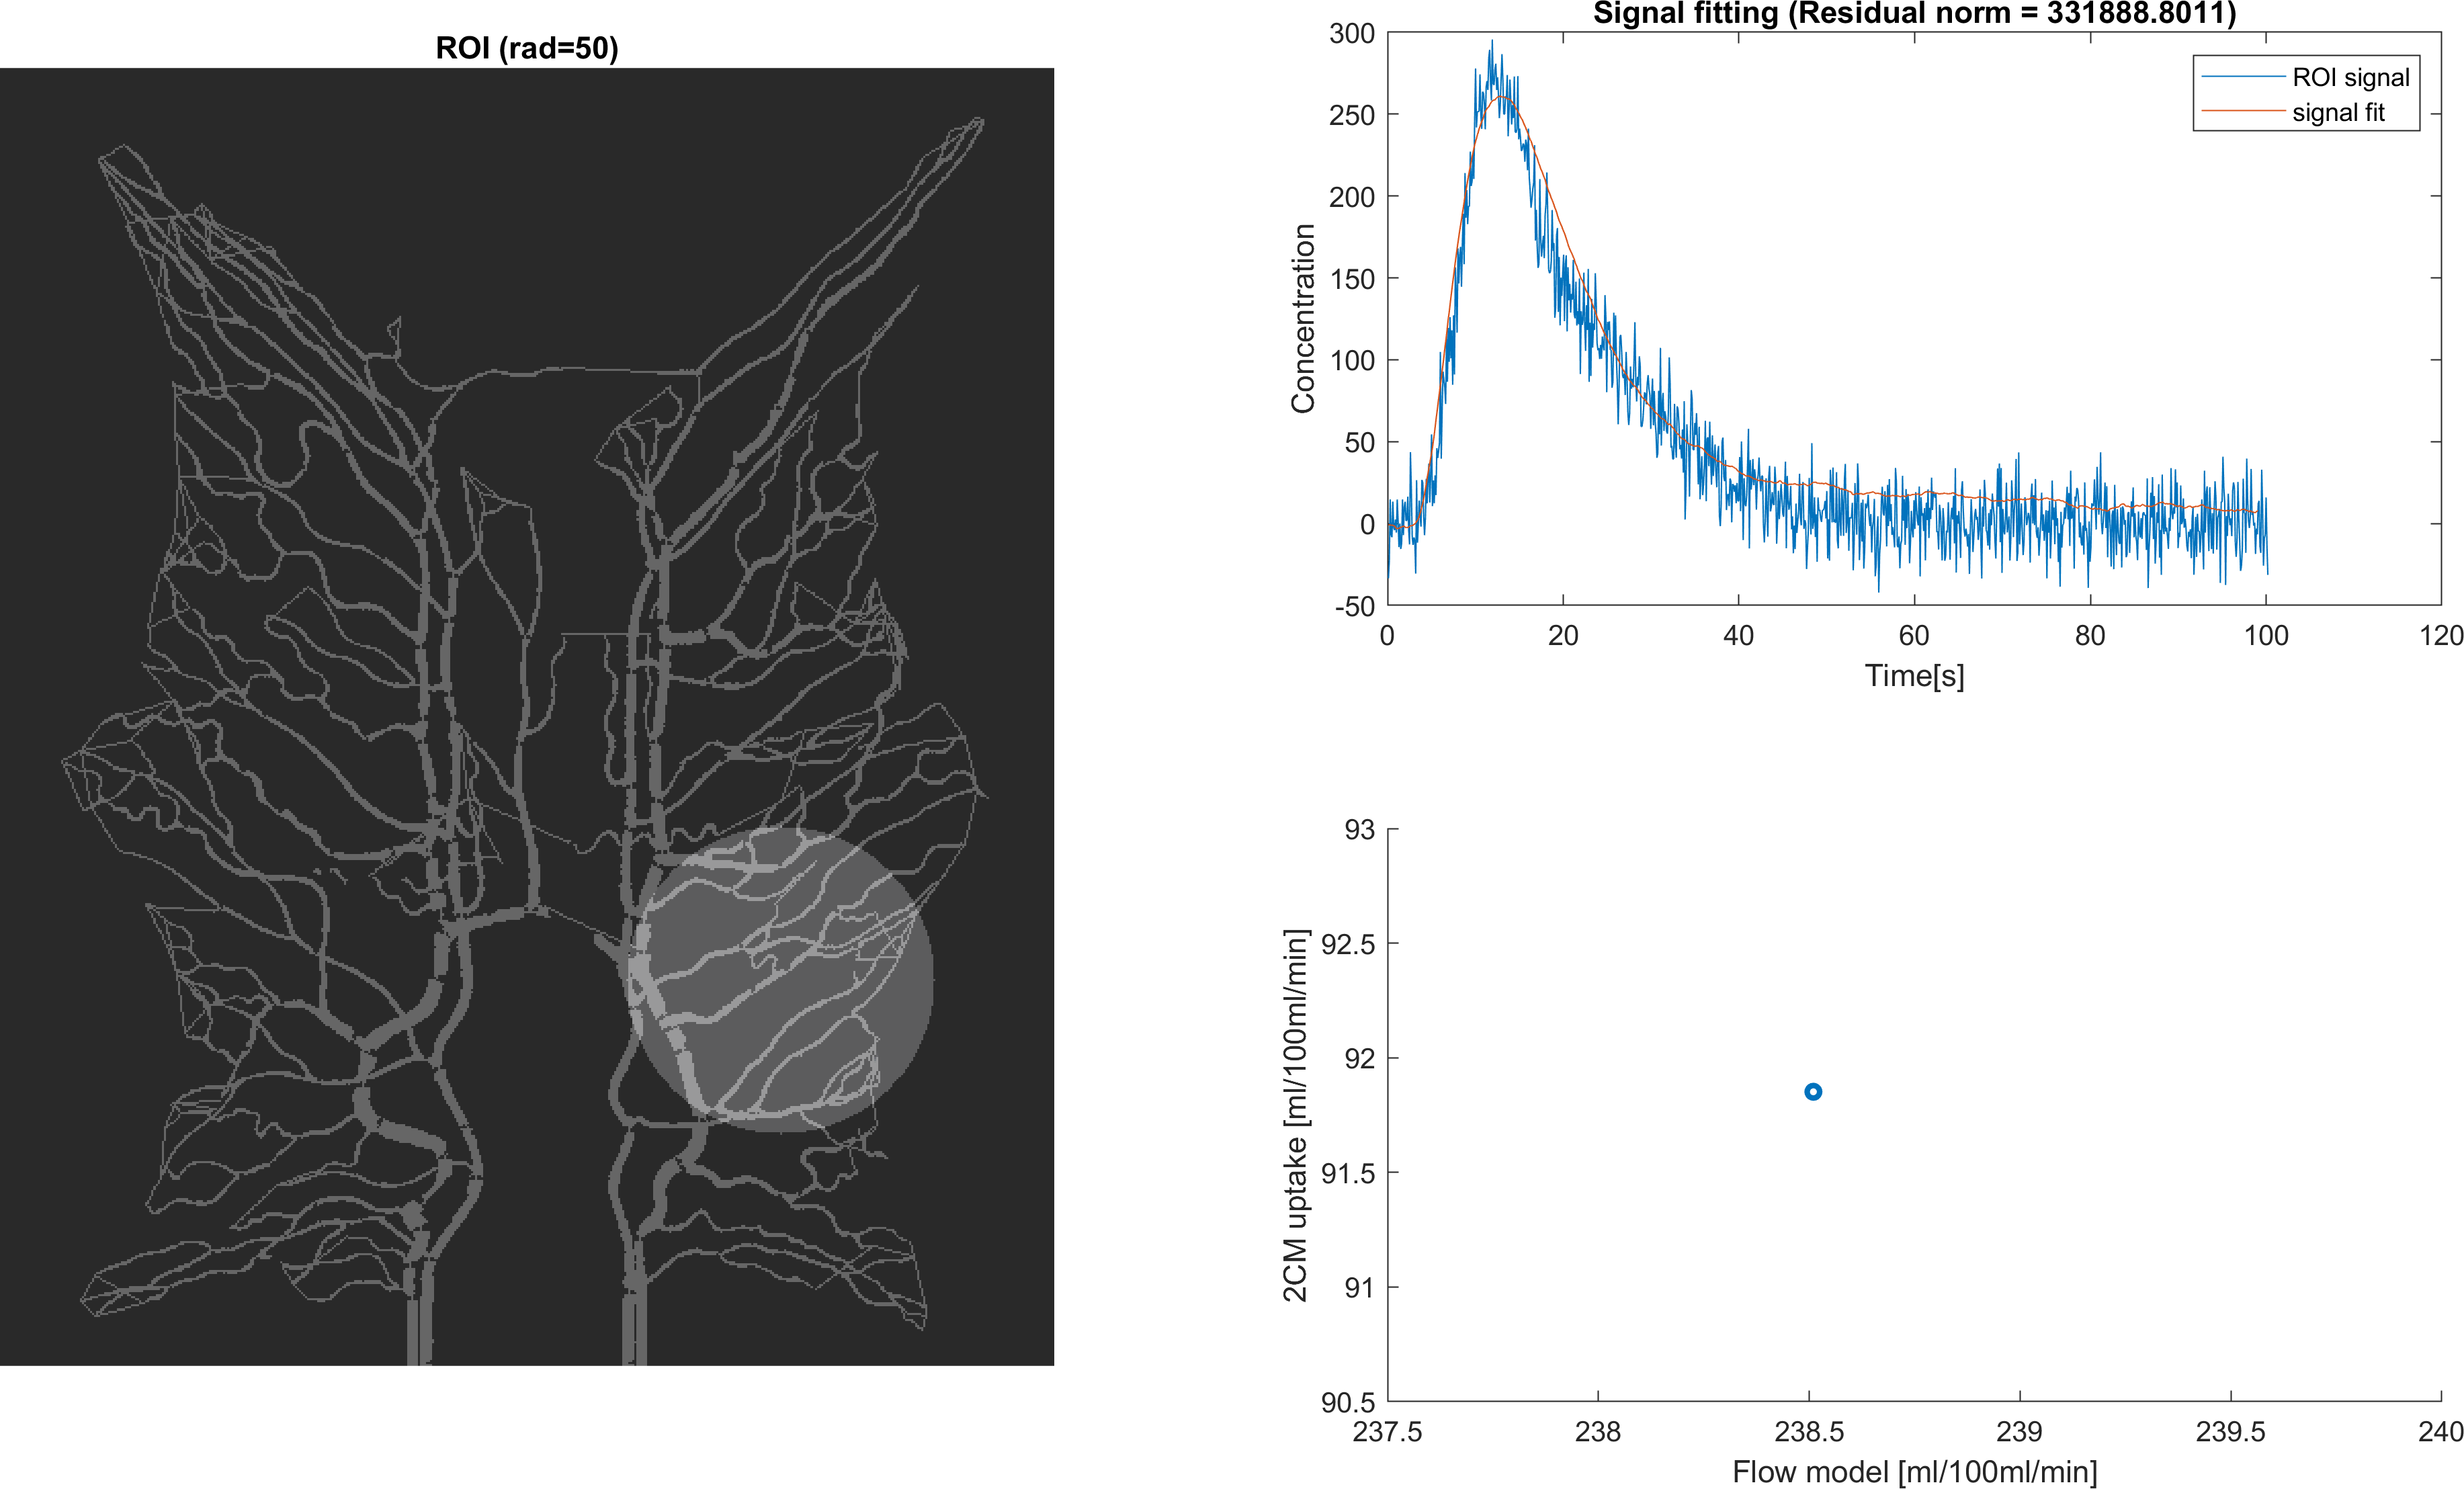 ROI (rad=50)
Signal fitting (Residual norm = 331888.8011)
300
250
200
150
100
50
0
-50
Concentration
0 20 40 60 80 100 120
Time[s]
ROI signal
signal fit
93
92.5
92
91.5
91
90.5
2CM uptake [ml/100ml/min]
237.5 238 238.5 239 239.5 240
Flow model [ml/100ml/min]